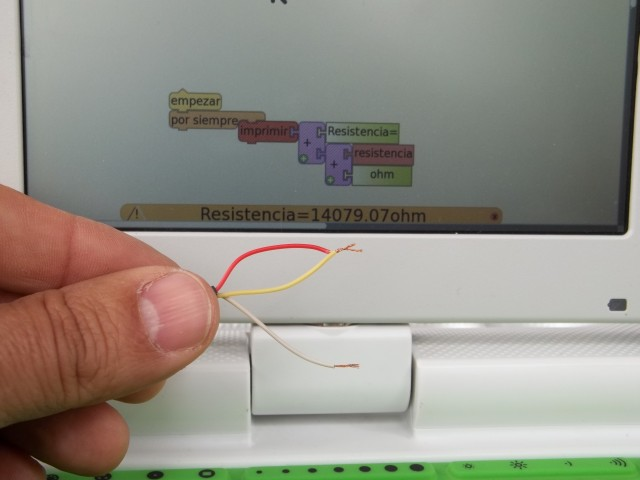 empezar
por siempre
imprimir + Resistencia=
+ resistencia
ohm
Resistencia=14079.07ohm